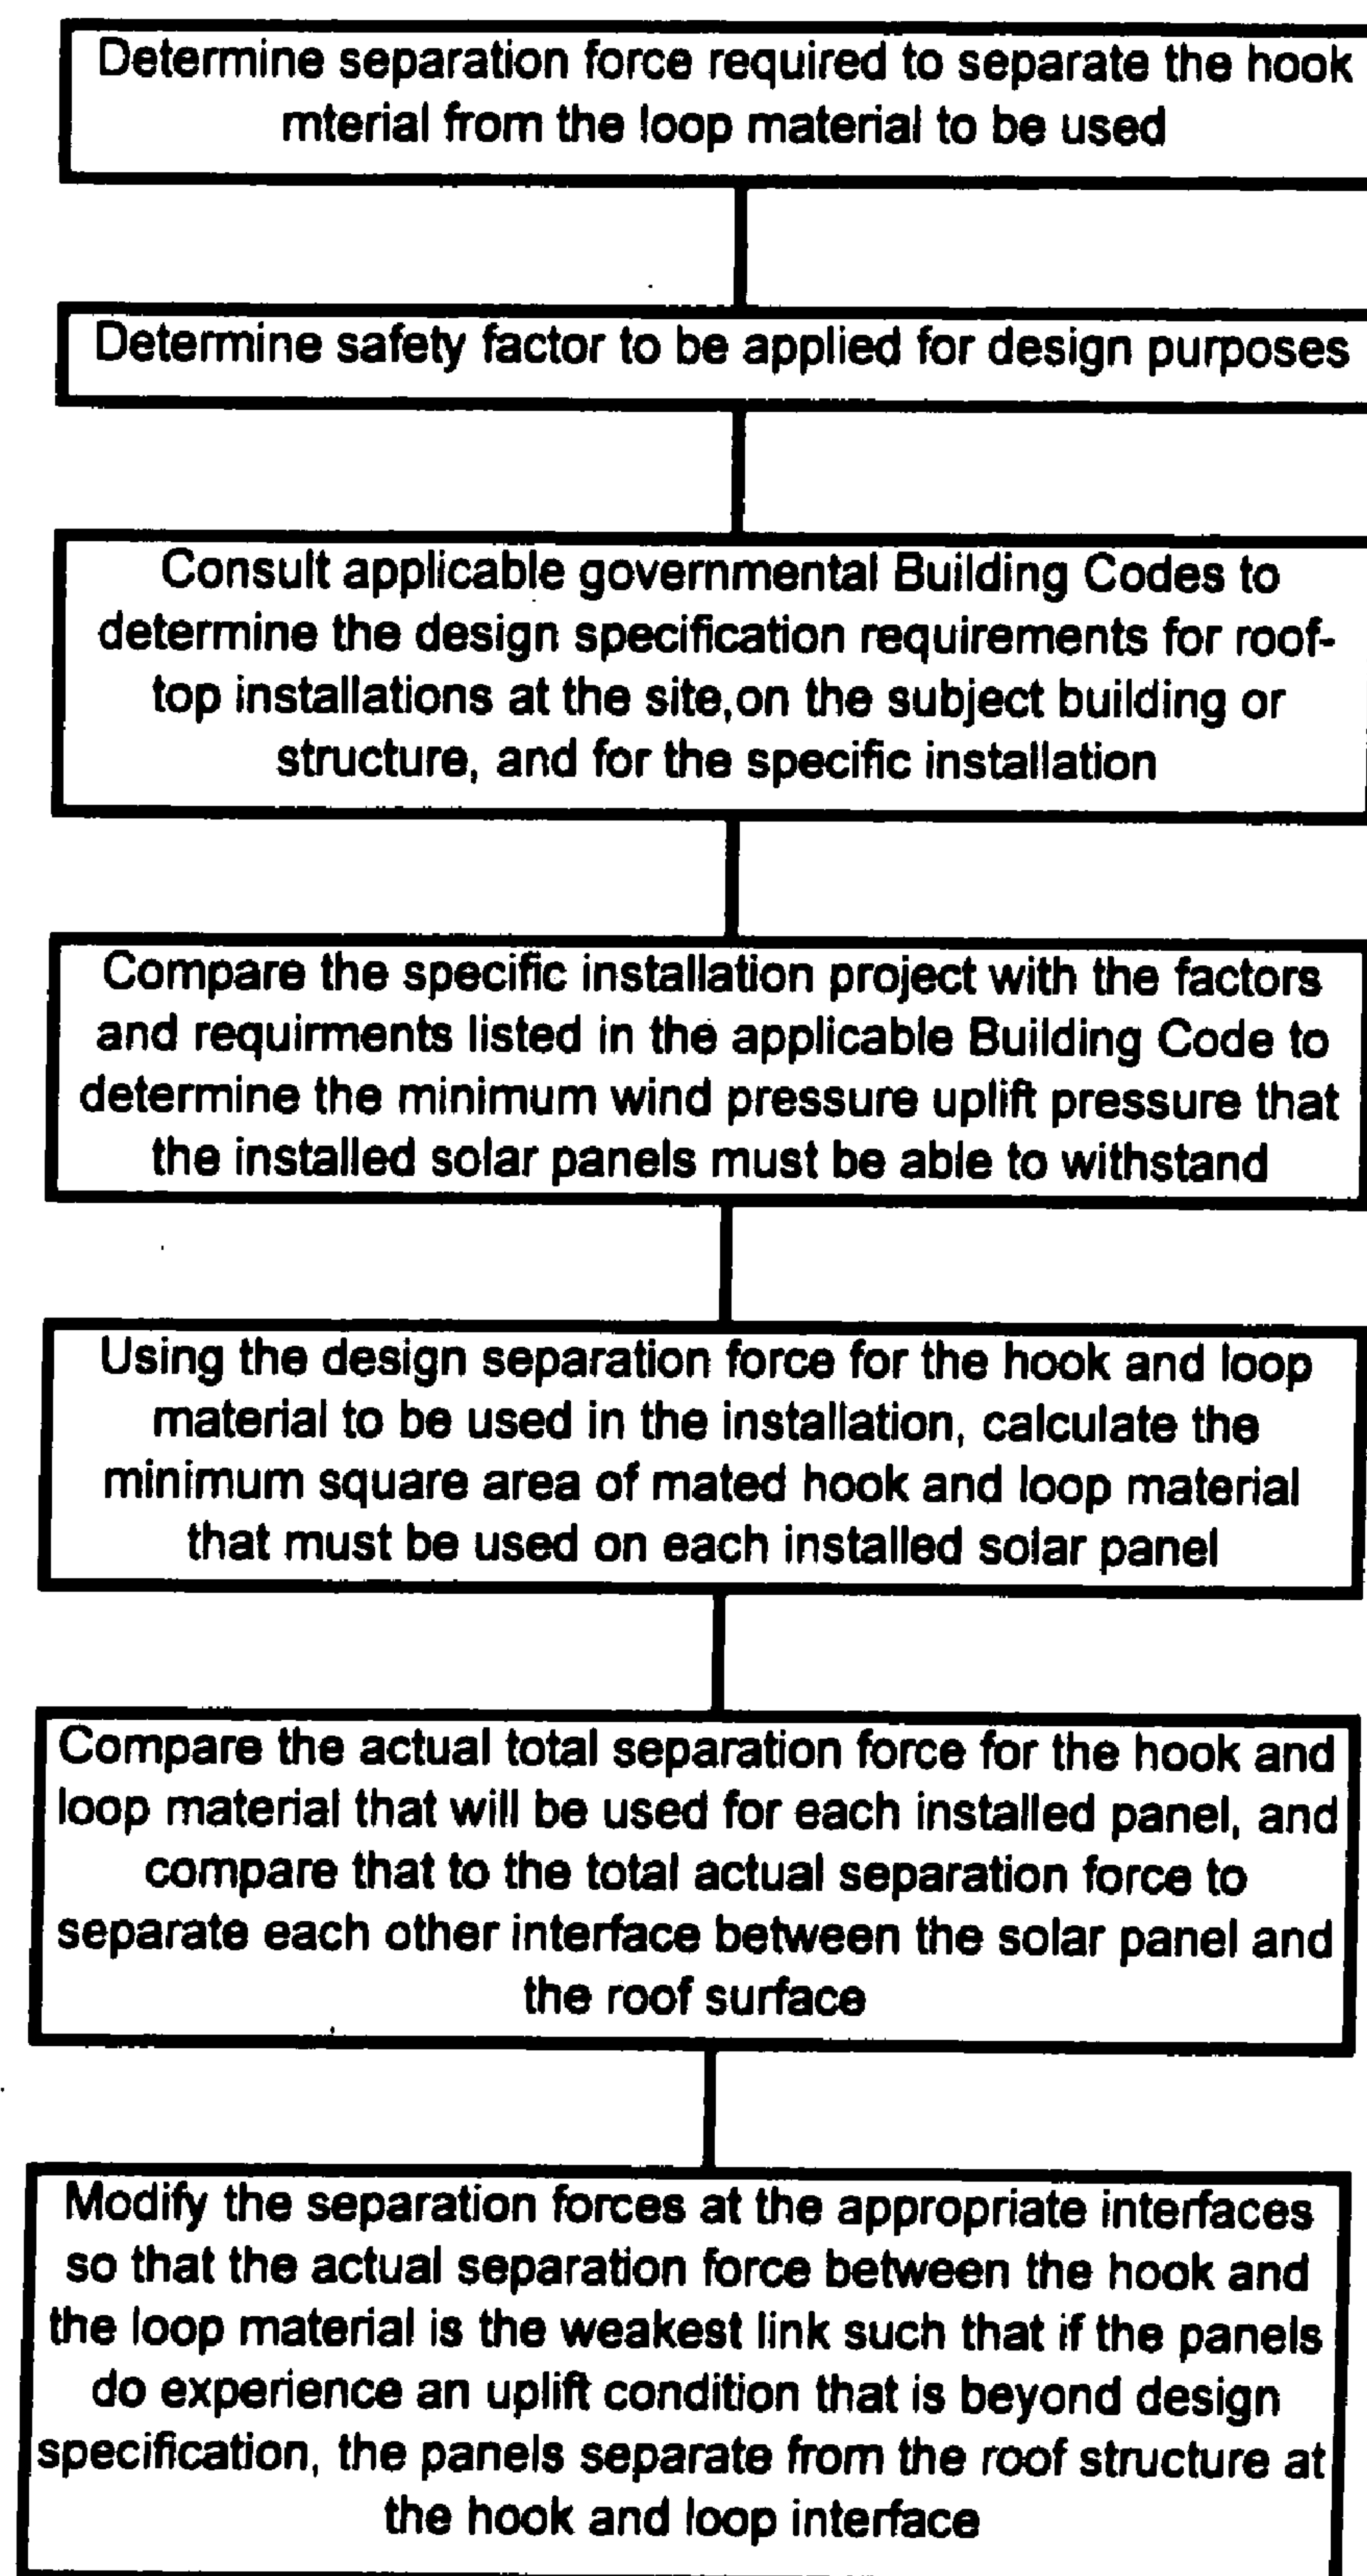 Determine separation force required to separate the hook
mterial from the loop material to be used
Determine safety factor to be applied for design purposes
Consult applicable governmental Building Codes to
determine the design specification requirements for roof-
top installations at the site,on the subject building or
structure, and for the specific installation
Compare the specific installation project with the factors
and requirments listed in the applicable Building Code to
determine the minimum wind pressure uplift pressure that
the installed solar panels must be able to withstand
Using the design separation force for the hook and loop
material to be used in the installation, calculate the
minimum square area of mated hook and loop material
that must be used on each installed solar panel
Compare the actual total separation force for the hook and
loop material that will be used for each installed panel, and
compare that to the total actual separation force to
separate each other interface between the solar panel and
the roof surface
Modify the separation forces at the appropriate interfaces
so that the actual separation force between the hook and
the loop material is the weakest link such that if the panels
do experience an uplift condition that is beyond design
specification, the panels separate from the roof structure at
the hook and loop interface